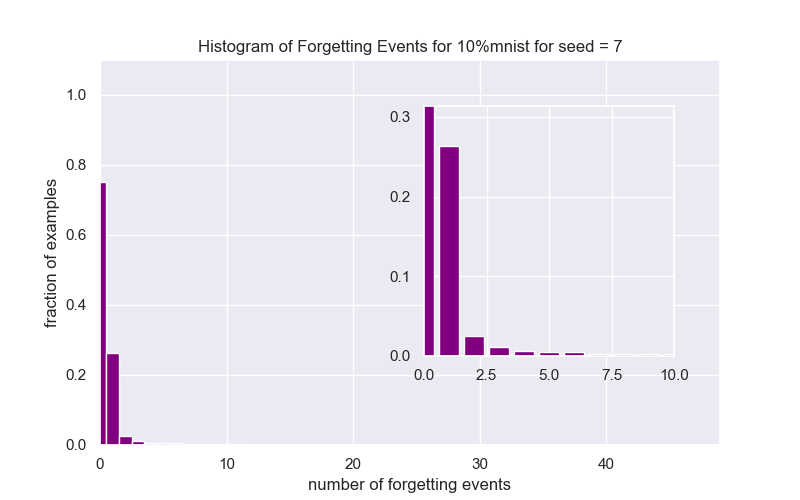 Histogram of Forgetting Events for 10%mnist for seed = 7
fraction of examples
1.0
0.8
0.6
0.4
0.2
0.0
0.3
0.2
0.1
0.0
0.0 2.5 5.0 7.5 10.0
0 10 20 30 40
number of forgetting events